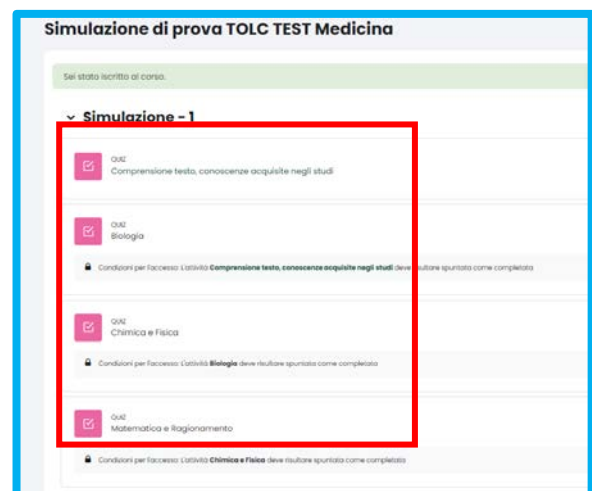 Simulazione di prova TOLC TEST Medicina
Sei stato iscritto al corso.
Simulazione - 1
QUIZ
Comprensione testo, conoscenze acquisite negli studi
QUIZ
Biologia
Condizioni per l'accesso: L'attività Comprensione testo, conoscenze acquisite negli studi deve risultare spuntata come completata
QUIZ
Chimica e Fisica
Condizioni per l'accesso: L'attività Biologia deve risultare spuntata come completata
QUIZ
Matematica e Ragionamento
Condizioni per l'accesso: L'attività Chimica e Fisica deve risultare spuntata come completata